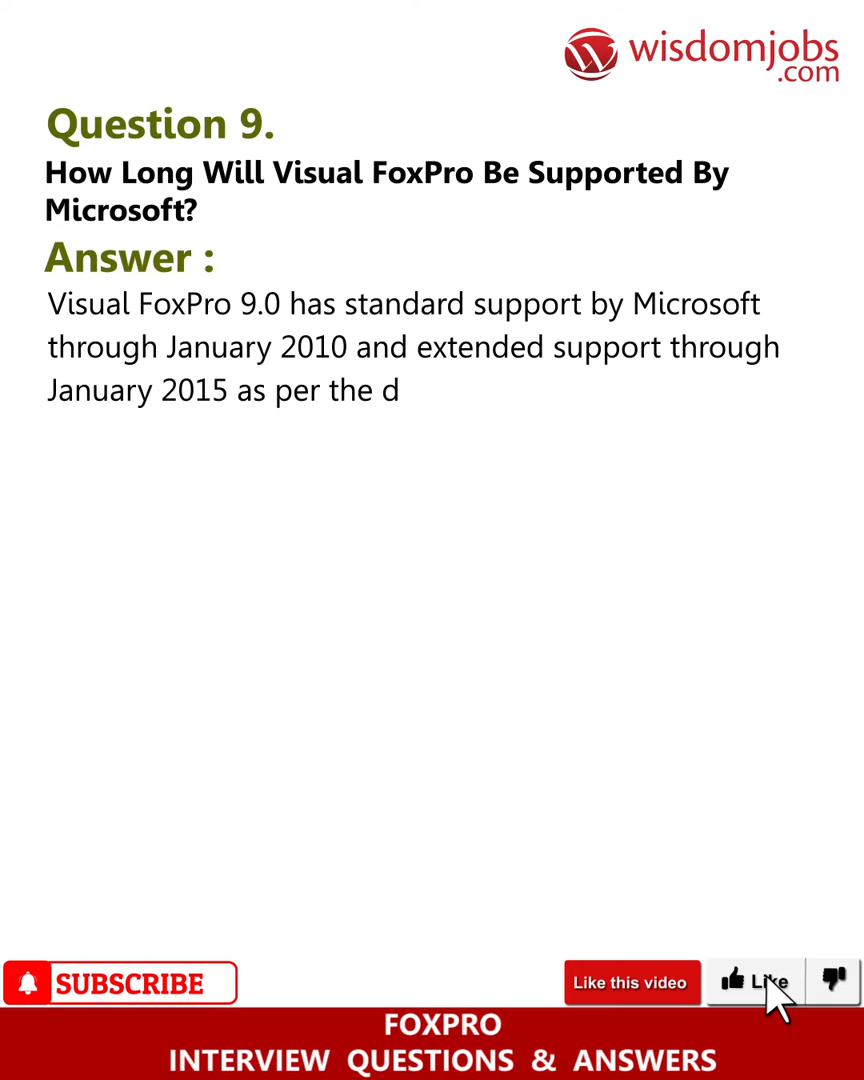 wisdomjobs
.com
Question 9.
How Long Will Visual FoxPro Be Supported By
Microsoft?
Answer :
Visual FoxPro 9.0 has standard support by Microsoft
through January 2010 and extended support through
January 2015 as per the d
SUBSCRIBE
Like this video
Like
FOXPRO
INTERVIEW QUESTIONS & ANSWERS